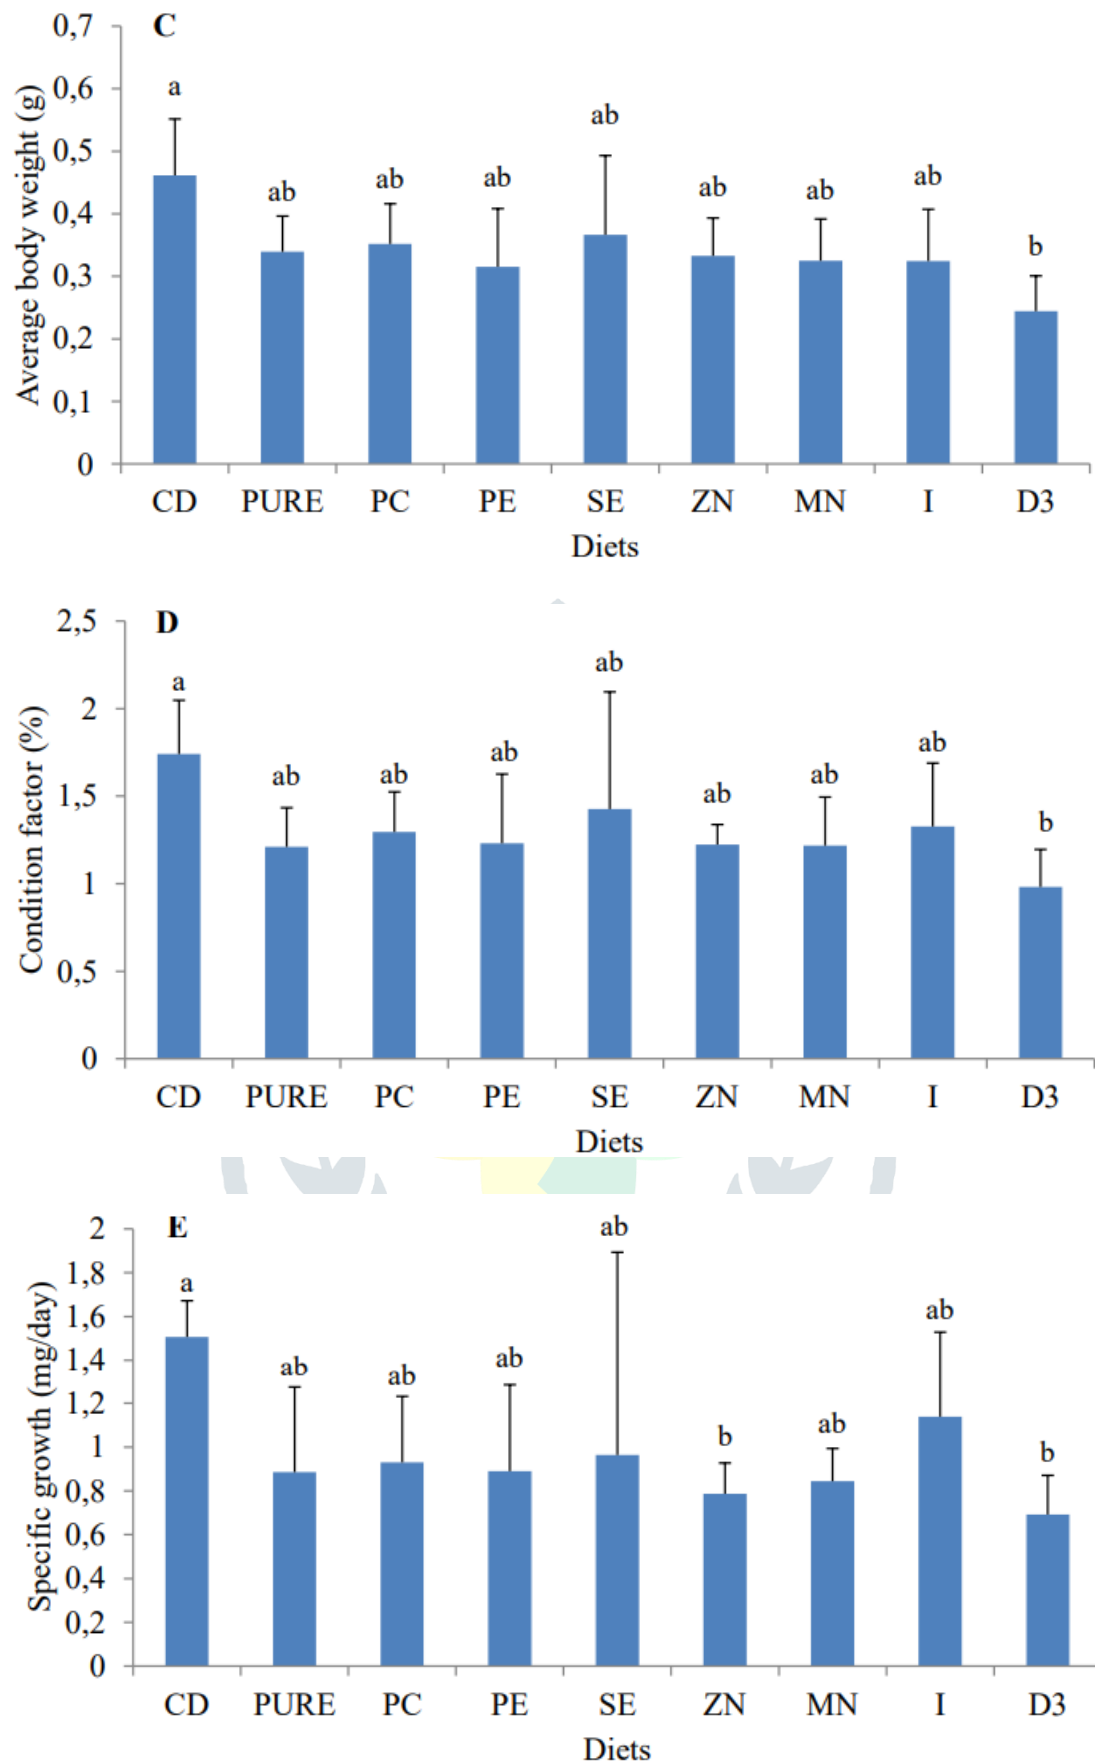 C
Average body weight (g)
0,7
0,6
0,5
0,4
0,3
0,2
0,1
0
a
ab
ab
ab
ab
ab
ab
ab
b
CD PURE PC PE SE ZN MN I D3
Diets
D
Condition factor (%)
2,5
2
1,5
1
0,5
0
a
ab
ab
ab
ab
ab
ab
ab
b
CD PURE PC PE SE ZN MN I D3
Diets
E
Specific growth (mg/day)
2
1,8
1,6
1,4
1,2
1
0,8
0,6
0,4
0,2
0
a
ab
ab
ab
ab
b
ab
ab
b
CD PURE PC PE SE ZN MN I D3
Diets